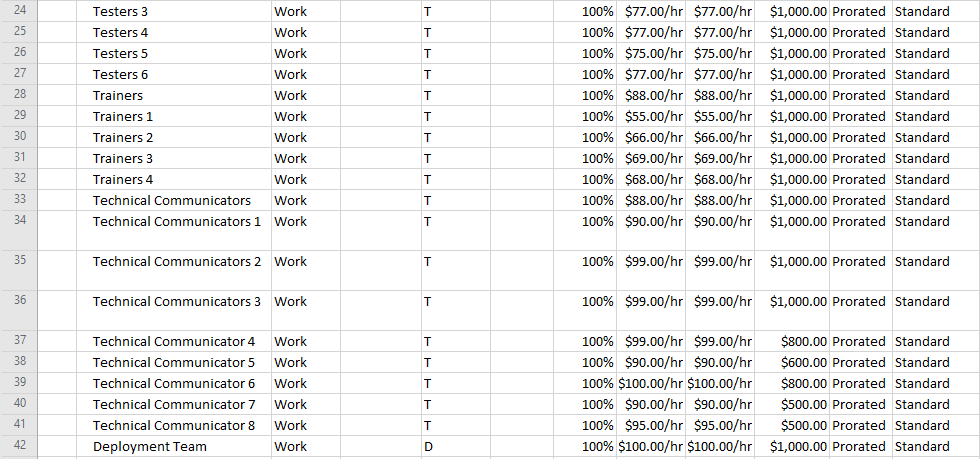 24 Testers 3 Work T 100% $77.00/hr $77.00/hr $1,000.00 Prorated Standard
25 Testers 4 Work T 100% $77.00/hr $77.00/hr $1,000.00 Prorated Standard
26 Testers 5 Work T 100% $75.00/hr $75.00/hr $1,000.00 Prorated Standard
27 Testers 6 Work T 100% $77.00/hr $77.00/hr $1,000.00 Prorated Standard
28 Trainers Work T 100% $88.00/hr $88.00/hr $1,000.00 Prorated Standard
29 Trainers 1 Work T 100% $55.00/hr $55.00/hr $1,000.00 Prorated Standard
30 Trainers 2 Work T 100% $66.00/hr $66.00/hr $1,000.00 Prorated Standard
31 Trainers 3 Work T 100% $69.00/hr $69.00/hr $1,000.00 Prorated Standard
32 Trainers 4 Work T 100% $68.00/hr $68.00/hr $1,000.00 Prorated Standard
33 Technical Communicators Work T 100% $88.00/hr $88.00/hr $1,000.00 Prorated Standard
34 Technical Communicators 1 Work T 100% $90.00/hr $90.00/hr $1,000.00 Prorated Standard
35 Technical Communicators 2 Work T 100% $99.00/hr $99.00/hr $1,000.00 Prorated Standard
36 Technical Communicators 3 Work T 100% $99.00/hr $99.00/hr $1,000.00 Prorated Standard
37 Technical Communicator 4 Work T 100% $99.00/hr $99.00/hr $800.00 Prorated Standard
38 Technical Communicator 5 Work T 100% $90.00/hr $90.00/hr $600.00 Prorated Standard
39 Technical Communicator 6 Work T 100% $100.00/hr $100.00/hr $800.00 Prorated Standard
40 Technical Communicator 7 Work T 100% $90.00/hr $90.00/hr $500.00 Prorated Standard
41 Technical Communicator 8 Work T 100% $95.00/hr $95.00/hr $500.00 Prorated Standard
42 Deployment Team Work D 100% $100.00/hr $100.00/hr $1,000.00 Prorated Standard